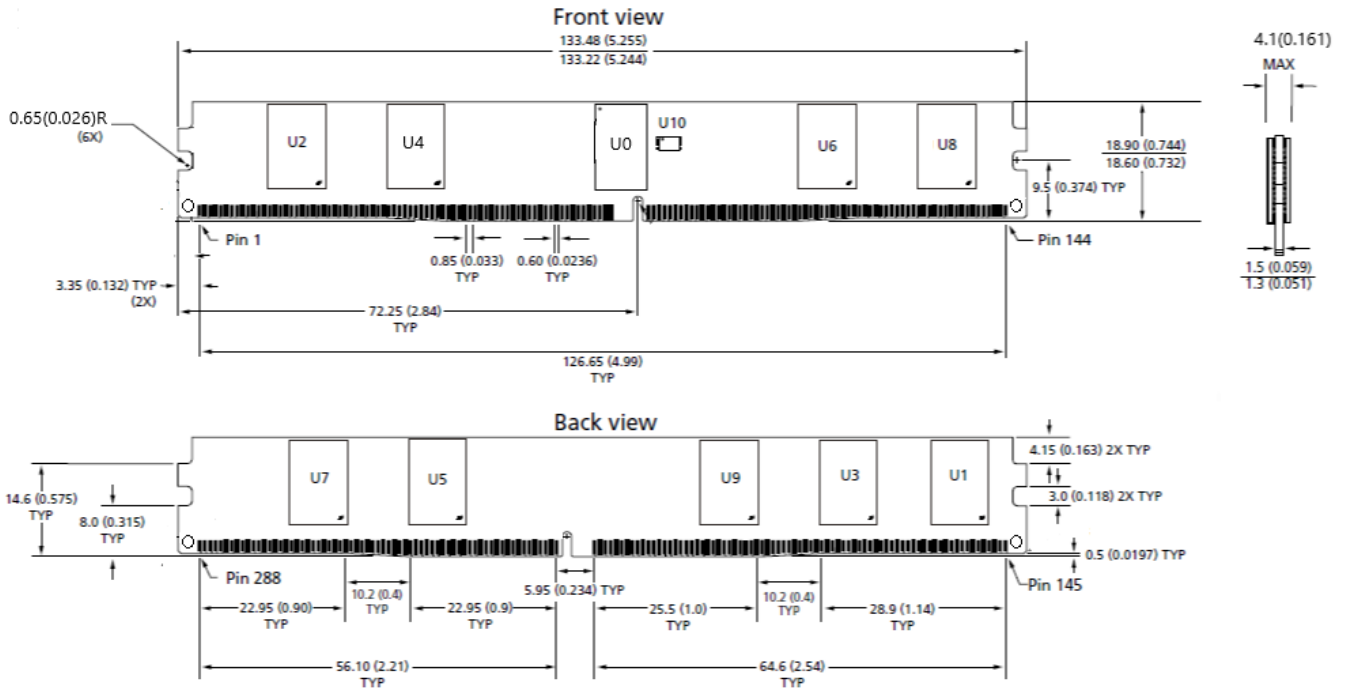 Front view
133.48 (5.255)
133.22 (5.244)
4.1(0.161)
MAX
0.65(0.026)R
(6X)
U2
U4
U0
U10
U6
U8
18.90 (0.744)
18.60 (0.732)
9.5 (0.374) TYP
Pin 1
0.85 (0.033)
TYP
0.60 (0.0236)
TYP
Pin 144
1.5 (0.059)
1.3 (0.051)
3.35 (0.132) TYP
(2X)
72.25 (2.84)
TYP
126.65 (4.99)
TYP
Back view
U7
U5
U9
U3
U1
4.15 (0.163) 2X TYP
14.6 (0.575)
TYP
8.0 (0.315)
TYP
3.0 (0.118) 2X TYP
0.5 (0.0197) TYP
Pin 288
5.95 (0.234) TYP
Pin 145
22.95 (0.90)
TYP
10.2 (0.4)
TYP
22.95 (0.9)
TYP
25.5 (1.0)
TYP
10.2 (0.4)
TYP
28.9 (1.14)
TYP
56.10 (2.21)
TYP
64.6 (2.54)
TYP